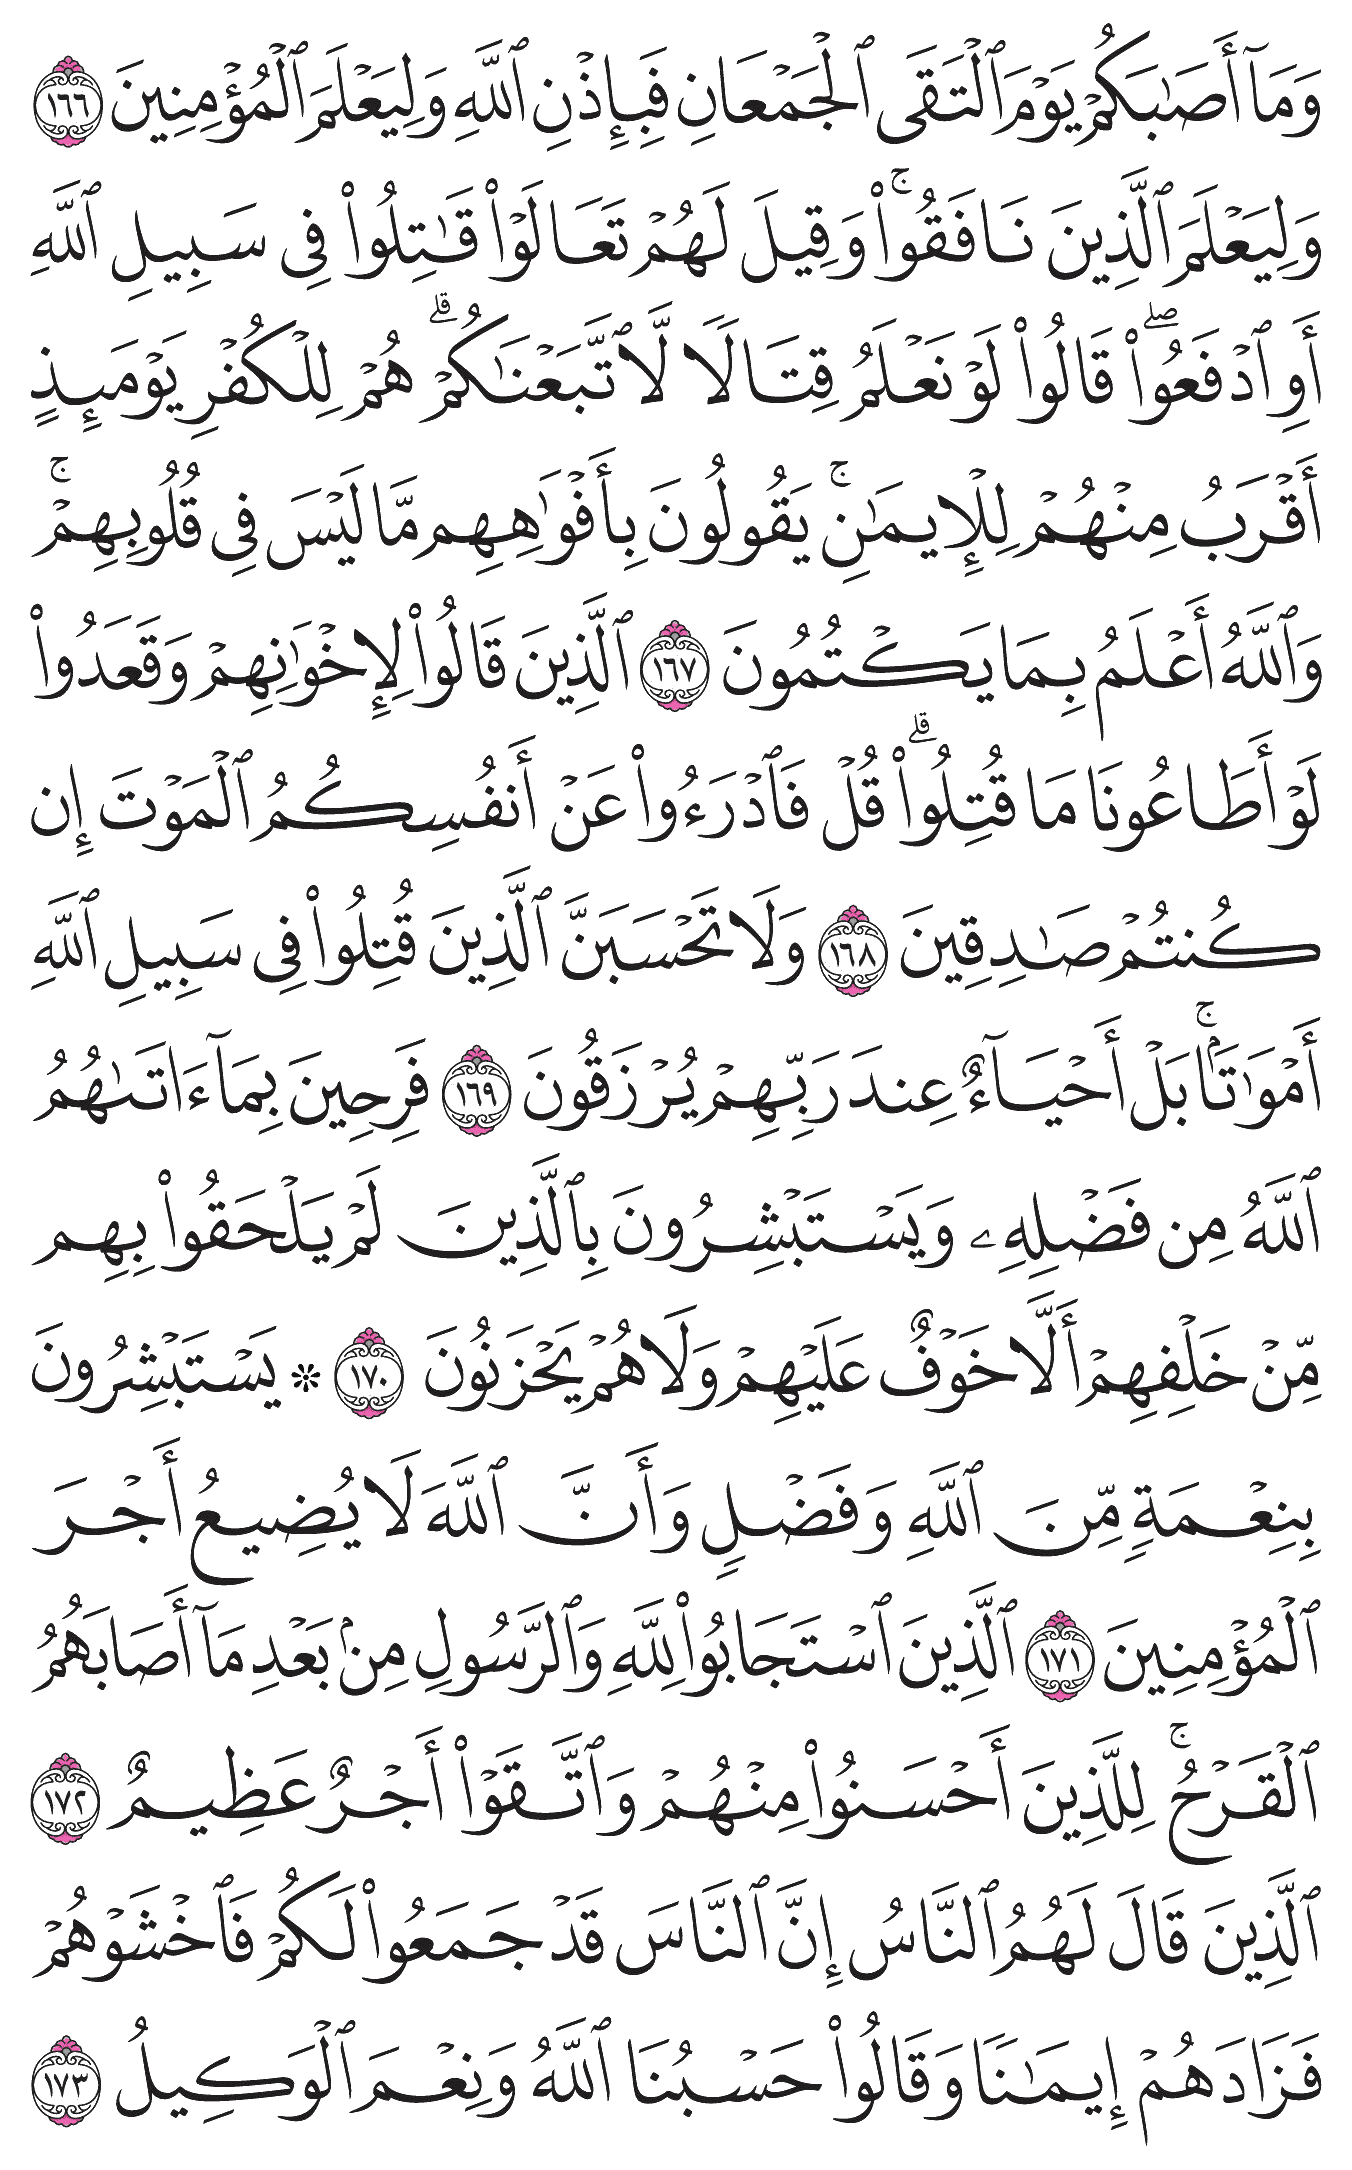 وَمَآ أَصَٰبَكُمۡ يَوۡمَ ٱلۡتَقَى ٱلۡجَمۡعَانِ فَبِإِذۡنِ ٱللَّهِ وَلِيَعۡلَمَ ٱلۡمُؤۡمِنِينَ ١٦٦
وَلِيَعۡلَمَ ٱلَّذِينَ نَافَقُواْۚ وَقِيلَ لَهُمۡ تَعَالَوۡاْ قَٰتِلُواْ فِي سَبِيلِ ٱللَّهِ
أَوِ ٱدۡفَعُواْۖ قَالُواْ لَوۡ نَعۡلَمُ قِتَالٗا لَّٱتَّبَعۡنَٰكُمۡۗ هُمۡ لِلۡكُفۡرِ يَوۡمَئِذٍ
أَقۡرَبُ مِنۡهُمۡ لِلۡإِيمَٰنِۚ يَقُولُونَ بِأَفۡوَٰهِهِم مَّا لَيۡسَ فِي قُلُوبِهِمۡۚ
وَٱللَّهُ أَعۡلَمُ بِمَا يَكۡتُمُونَ ١٦٧ ٱلَّذِينَ قَالُواْ لِإِخۡوَٰنِهِمۡ وَقَعَدُواْ
لَوۡ أَطَاعُونَا مَا قُتِلُواْۗ قُلۡ فَٱدۡرَءُواْ عَنۡ أَنفُسِكُمُ ٱلۡمَوۡتَ إِن
كُنتُمۡ صَٰدِقِينَ ١٦٨ وَلَا تَحۡسَبَنَّ ٱلَّذِينَ قُتِلُواْ فِي سَبِيلِ ٱللَّهِ
أَمۡوَٰتَۢاۚ بَلۡ أَحۡيَآءٌ عِندَ رَبِّهِمۡ يُرۡزَقُونَ ١٦٩ فَرِحِينَ بِمَآ ءَاتَىٰهُمُ
ٱللَّهُ مِن فَضۡلِهِۦ وَيَسۡتَبۡشِرُونَ بِٱلَّذِينَ لَمۡ يَلۡحَقُواْ بِهِم
مِّنۡ خَلۡفِهِمۡ أَلَّا خَوۡفٌ عَلَيۡهِمۡ وَلَا هُمۡ يَحۡزَنُونَ ١٧٠ ۞ يَسۡتَبۡشِرُونَ
بِنِعۡمَةٖ مِّنَ ٱللَّهِ وَفَضۡلٖ وَأَنَّ ٱللَّهَ لَا يُضِيعُ أَجۡرَ
ٱلۡمُؤۡمِنِينَ ١٧١ ٱلَّذِينَ ٱسۡتَجَابُواْ لِلَّهِ وَٱلرَّسُولِ مِنۢ بَعۡدِ مَآ أَصَابَهُمُ
ٱلۡقَرۡحُۚ لِلَّذِينَ أَحۡسَنُواْ مِنۡهُمۡ وَٱتَّقَوۡاْ أَجۡرٌ عَظِيمٌ ١٧٢
ٱلَّذِينَ قَالَ لَهُمُ ٱلنَّاسُ إِنَّ ٱلنَّاسَ قَدۡ جَمَعُواْ لَكُمۡ فَٱخۡشَوۡهُمۡ
فَزَادَهُمۡ إِيمَٰنٗا وَقَالُواْ حَسۡبُنَا ٱللَّهُ وَنِعۡمَ ٱلۡوَكِيلُ ١٧٣